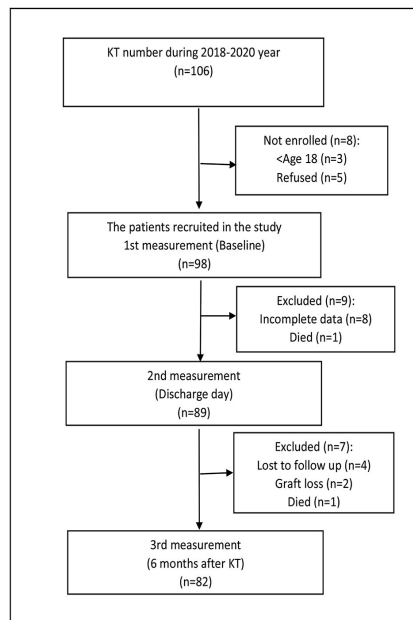 KT number during 2018-2020 year
(n=106)
Not enrolled (n=8):
<Age 18 (n=3)
Refused (n=5)
The patients recruited in the study
1st measurement (Baseline)
(n=98)
Excluded (n=9):
Incomplete data (n=8)
Died (n=1)
2nd measurement
(Discharge day)
(n=89)
Excluded (n=7):
Lost to follow up (n=4)
Graft loss (n=2)
Died (n=1)
3rd measurement
(6 months after KT)
(n=82)